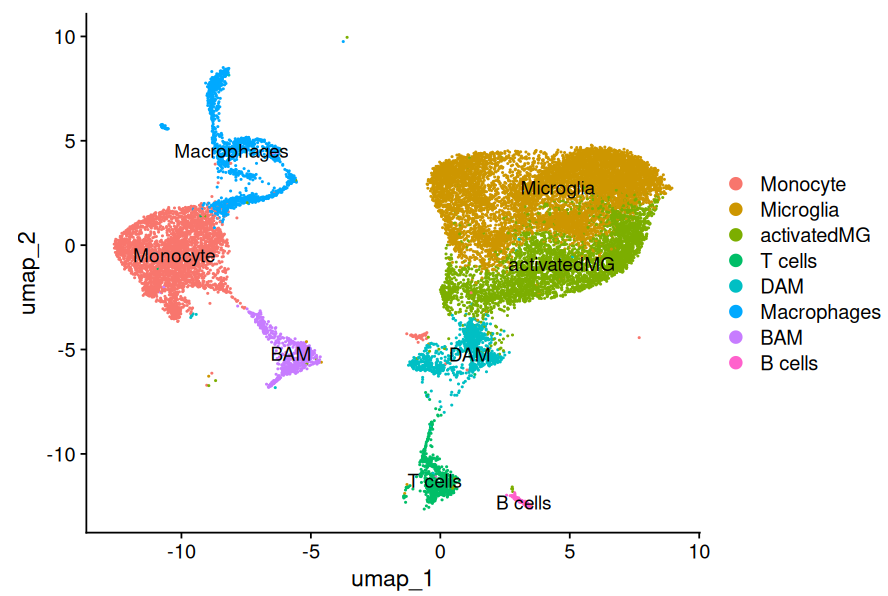 10
5
0
-5
-10
umap_2
Macrophages
Microglia
Monocyte
activatedMG
BAM
DAM
T cells
B cells
-10
-5
0
5
10
umap_1
Monocyte
Microglia
activatedMG
T cells
DAM
Macrophages
BAM
B cells